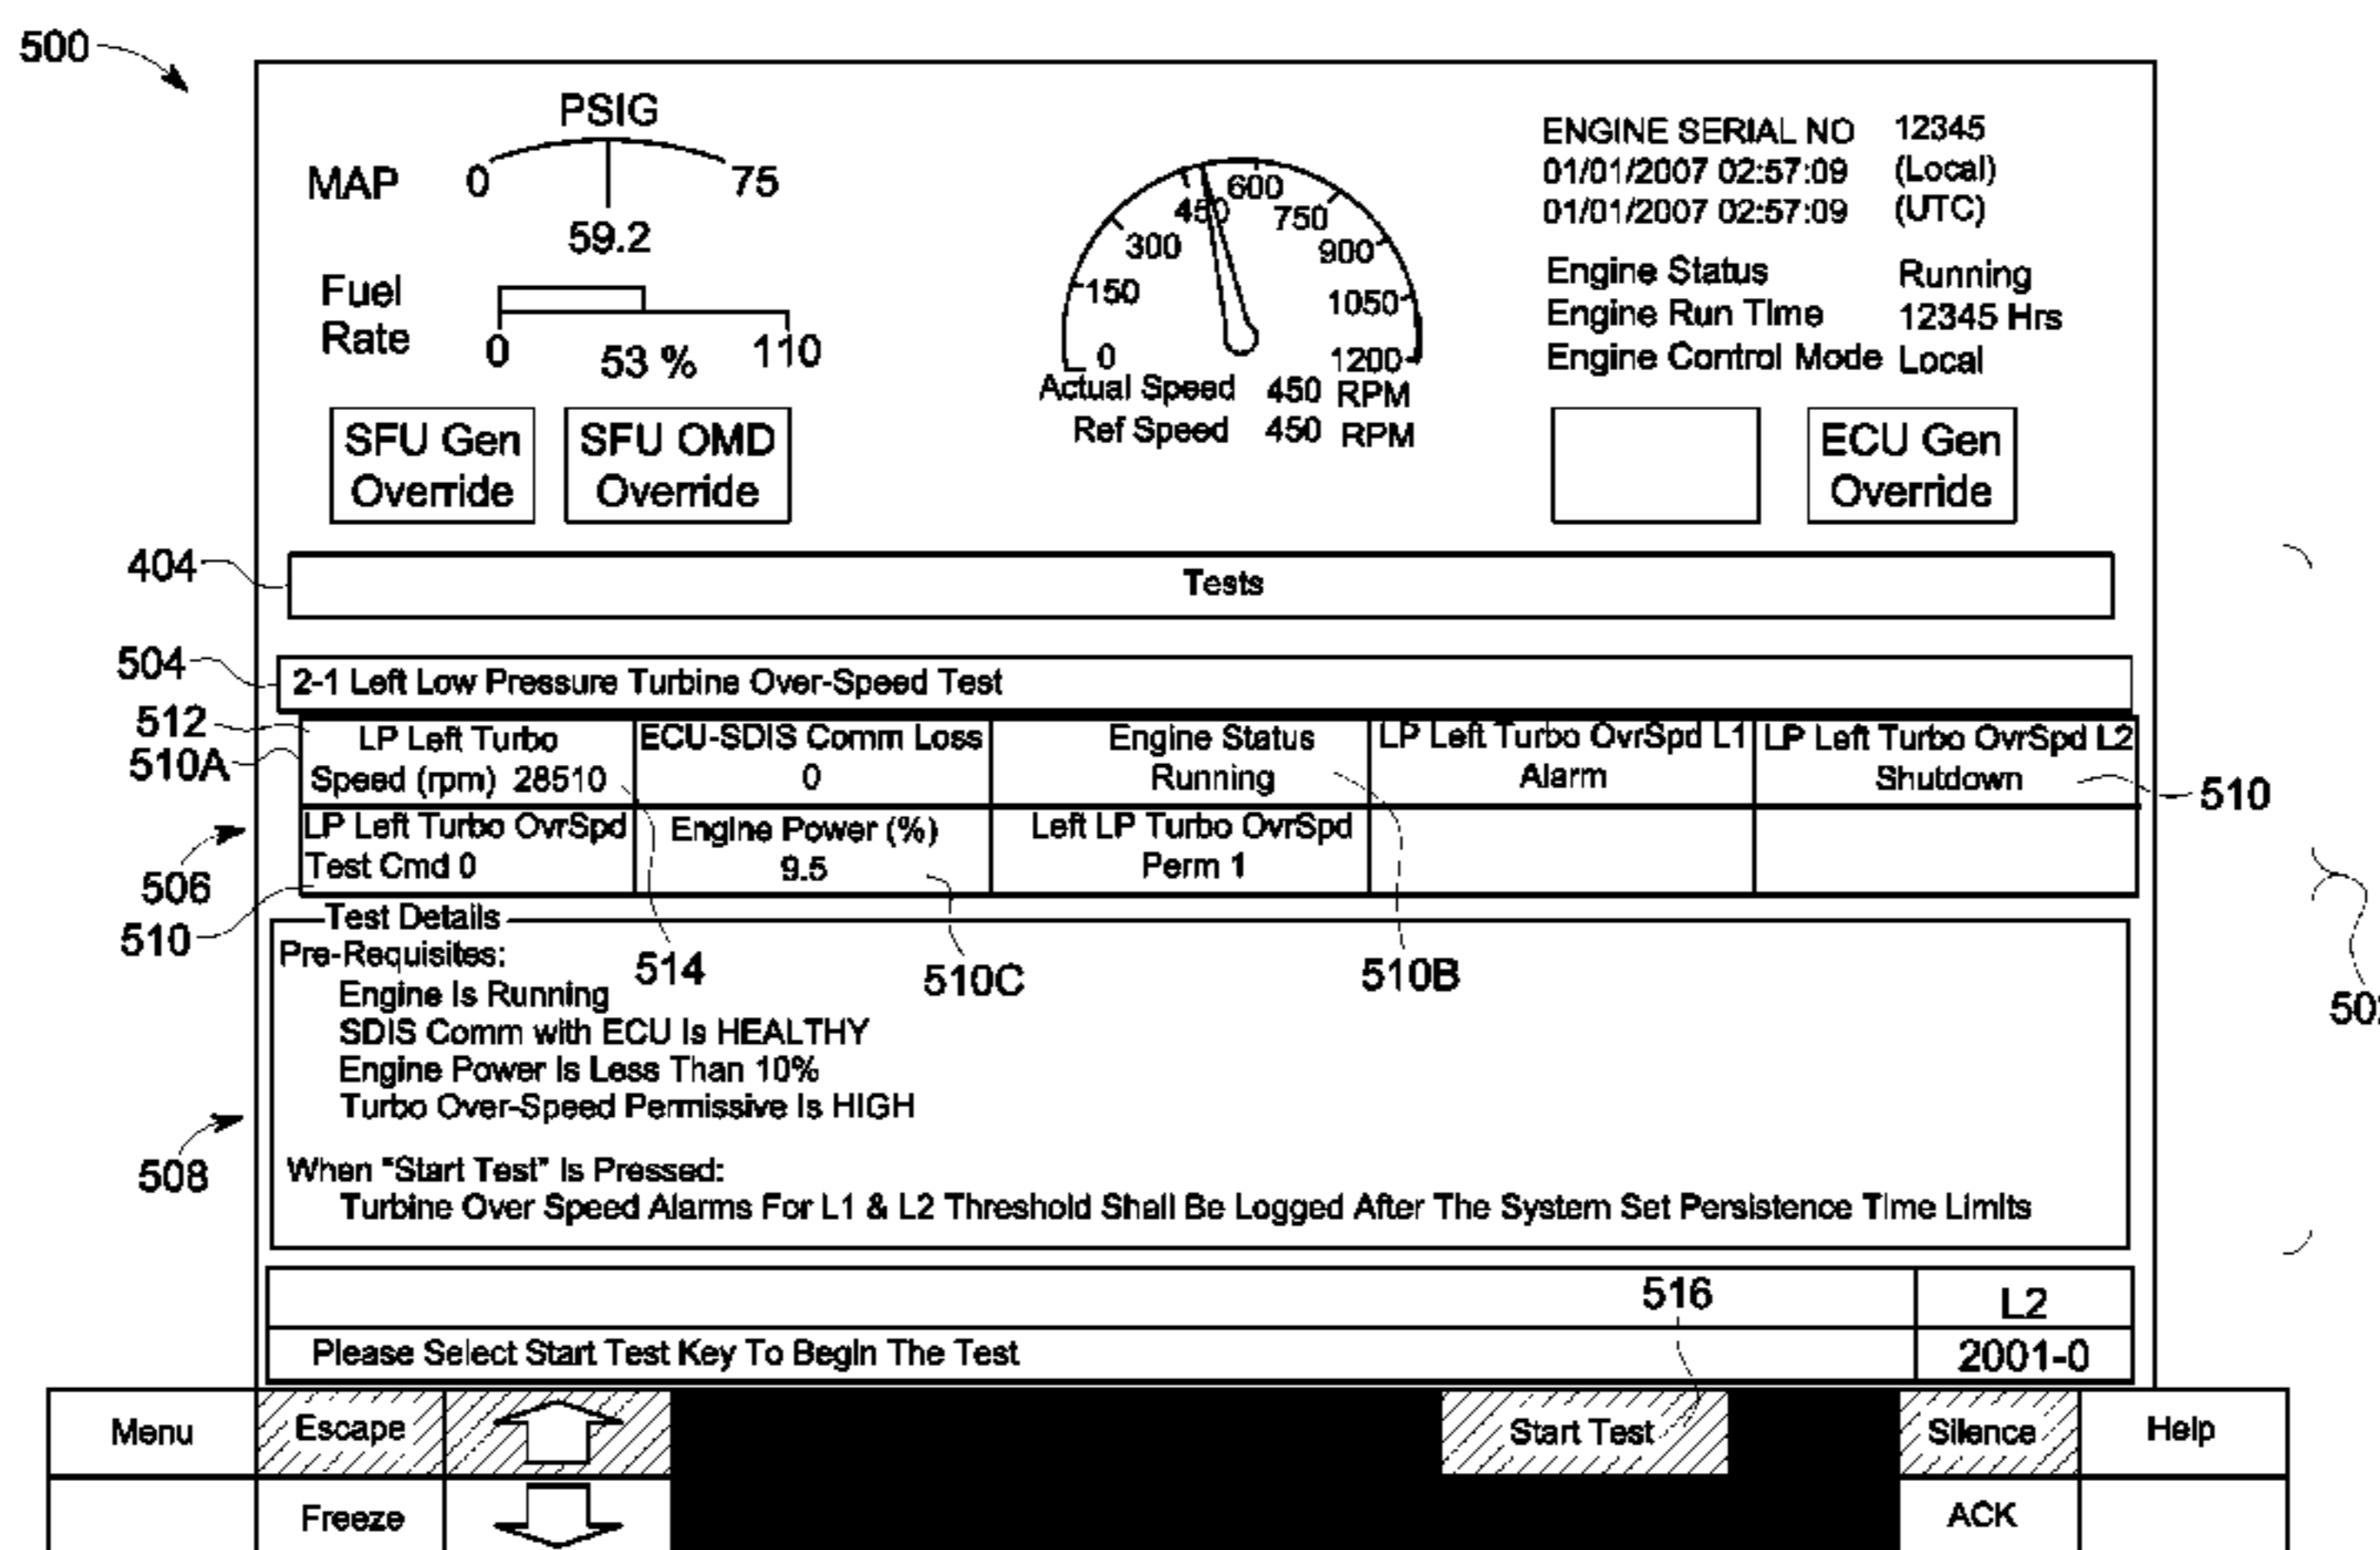 500
PSIG
MAP 0 75
59.2
Fuel
Rate
0 53 % 110
SFU Gen
Override
SFU OMD
Override
0 150 300 450 600 750 900 1050 1200
Actual Speed 450 RPM
Ref Speed 450 RPM
ENGINE SERIAL NO 12345
01/01/2007 02:57:09 (Local)
01/01/2007 02:57:09 (UTC)
Engine Status Running
Engine Run Time 12345 Hrs
Engine Control Mode Local
ECU Gen
Override
404
Tests
504
2-1 Left Low Pressure Turbine Over-Speed Test
512
510A
LP Left Turbo
Speed (rpm) 28510
ECU-SDIS Comm Loss
0
Engine Status
Running
LP Left Turbo OvrSpd L1
Alarm
LP Left Turbo OvrSpd L2
Shutdown
510
506
LP Left Turbo OvrSpd
Test Cmd 0
Engine Power (%)
9.5
Left LP Turbo OvrSpd
Perm 1
510
514
510C
510B
Test Details
Pre-Requisites:
Engine Is Running
SDIS Comm with ECU Is HEALTHY
Engine Power Is Less Than 10%
Turbo Over-Speed Permissive Is HIGH
508
When "Start Test" Is Pressed:
Turbine Over Speed Alarms For L1 & L2 Threshold Shall Be Logged After The System Set Persistence Time Limits
516
L2
Please Select Start Test Key To Begin The Test
2001-0
Menu Escape Start Test Silence Help
Freeze ACK